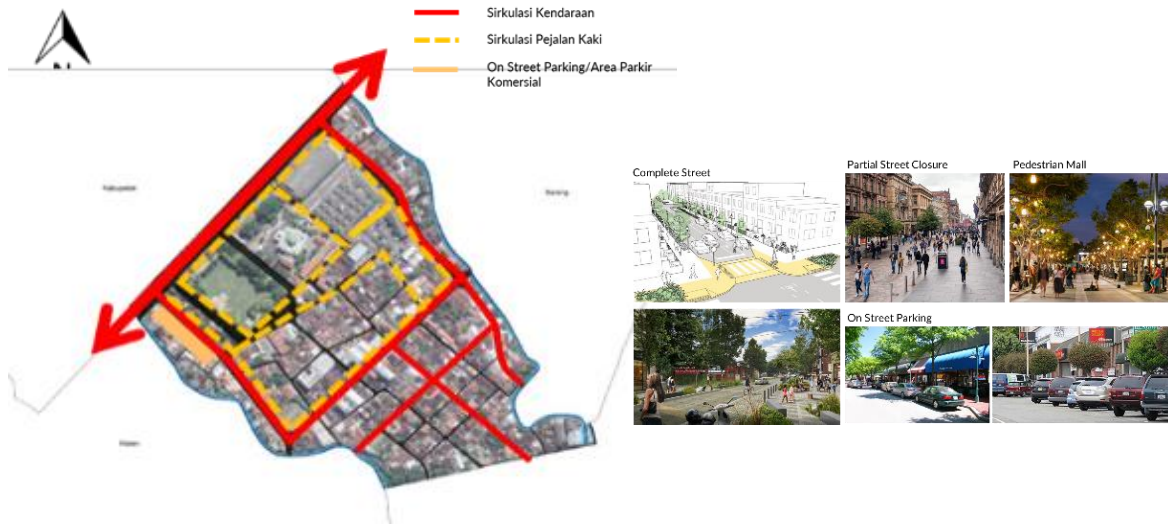 Sirkulasi Kendaraan
Sirkulasi Pejalan Kaki
On Street Parking/Area Parkir
Komersial
N
Kabupaten
Complete Street
Partial Street Closure
Pedestrian Mall
On Street Parking